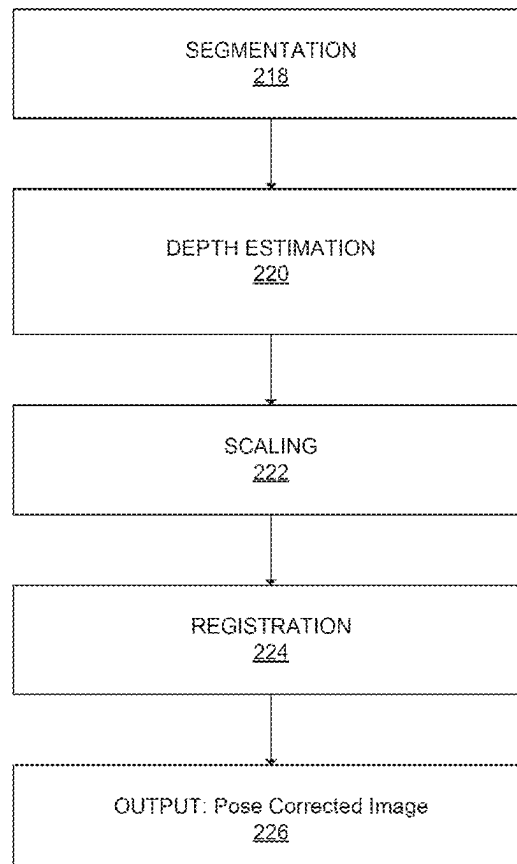 SEGMENTATION
218
DEPTH ESTIMATION
220
SCALING
222
REGISTRATION
224
OUTPUT: Pose Corrected Image
226